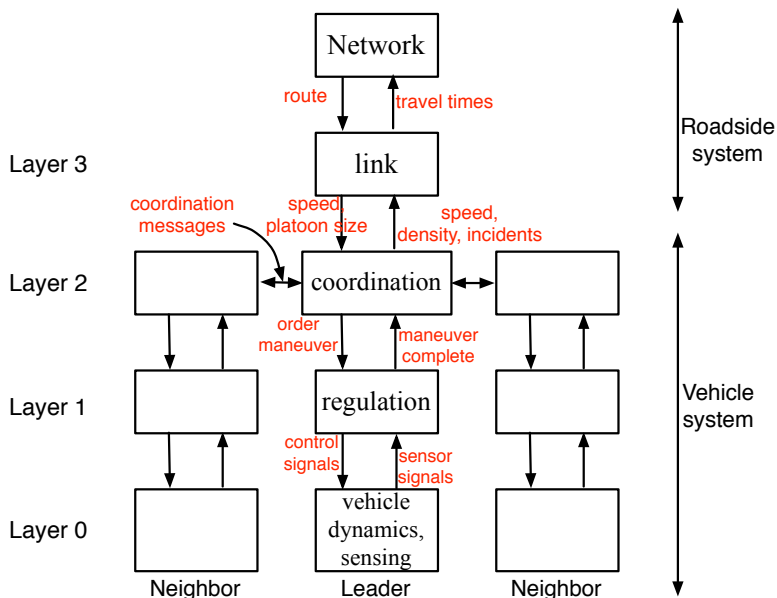 Network
route
travel times
Roadside
system
Layer 3
link
coordination
messages
speed,
platoon size
speed,
density, incidents
Layer 2
coordination
order
maneuver
maneuver
complete
Layer 1
regulation
Vehicle
system
control
signals
sensor
signals
Layer 0
vehicle
dynamics,
sensing
Neighbor
Leader
Neighbor